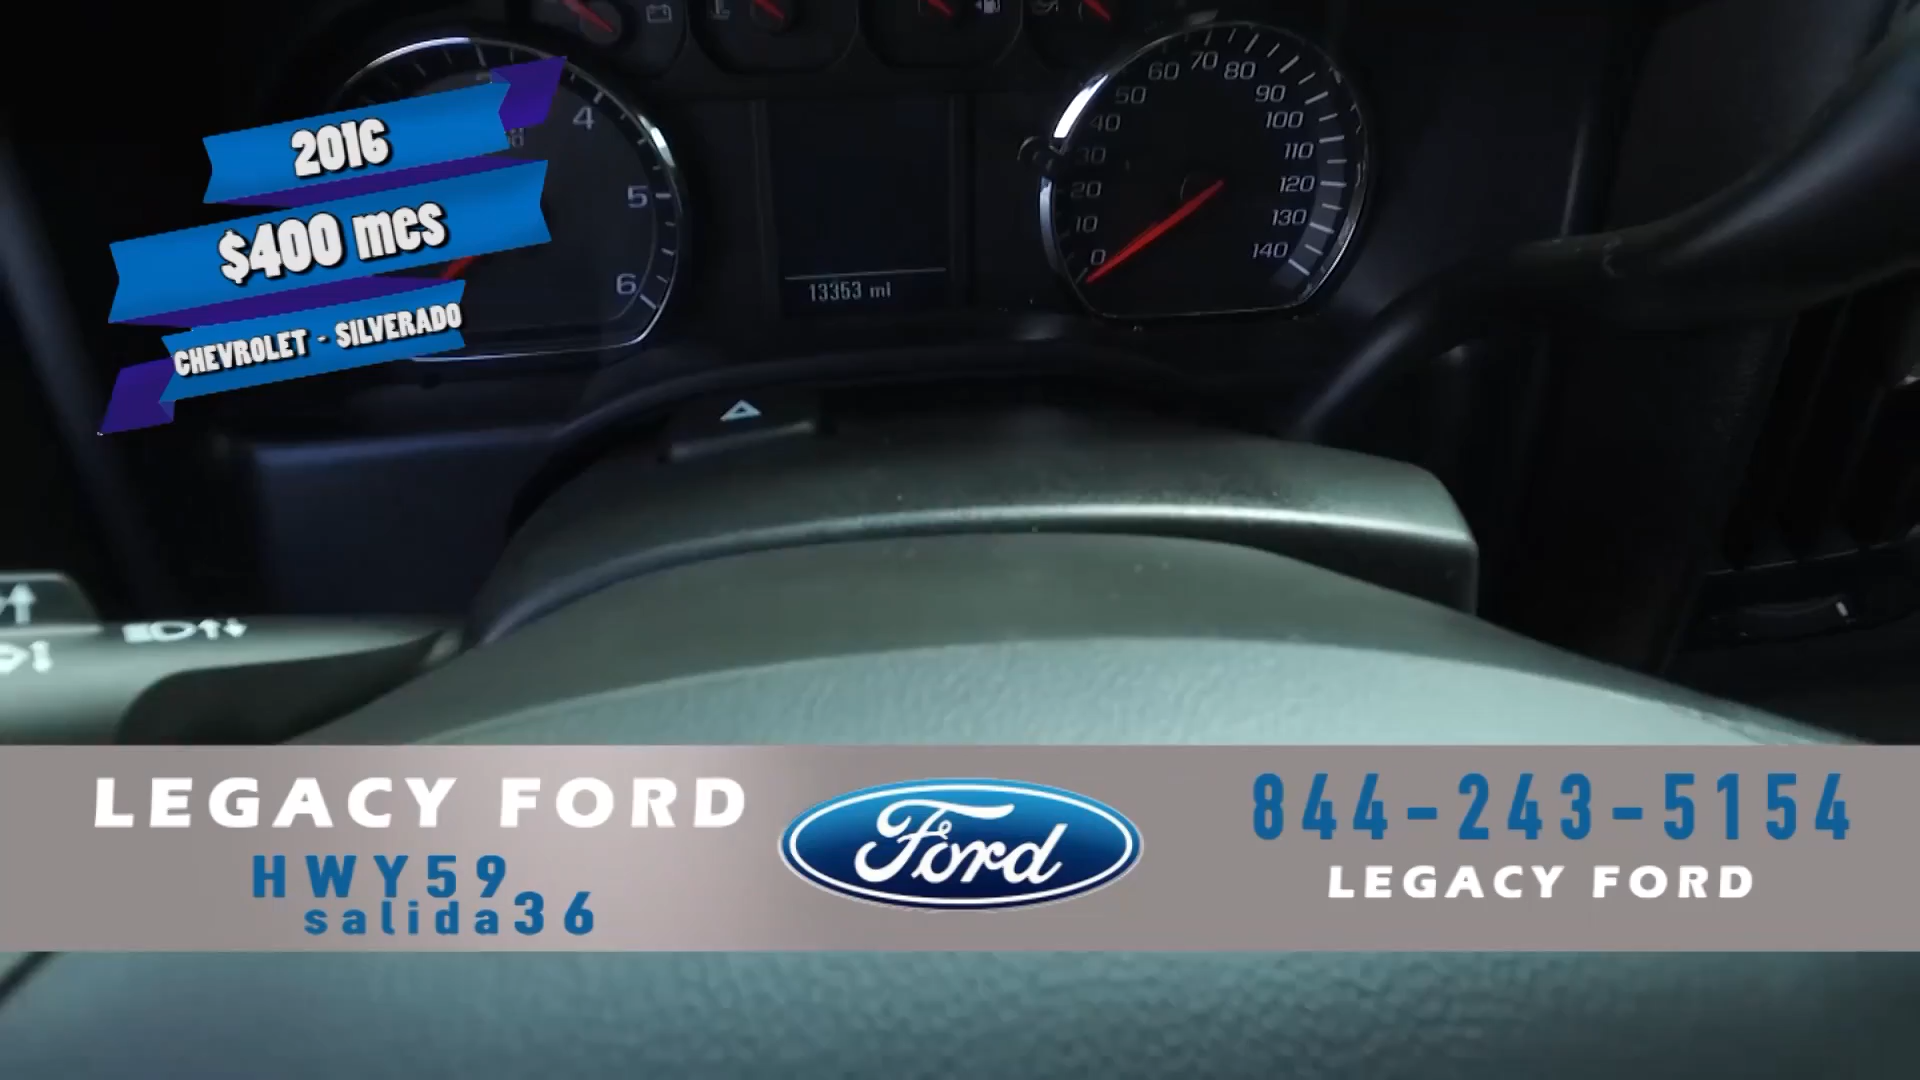 2016
$400 mes
CHEVROLET - SILVERADO
4
5
6
13353 mi
0
10
20
30
40
50
60
70
80
90
100
110
120
130
140
LEGACY FORD
HWY59
salida36
Ford
844-243-5154
LEGACY FORD